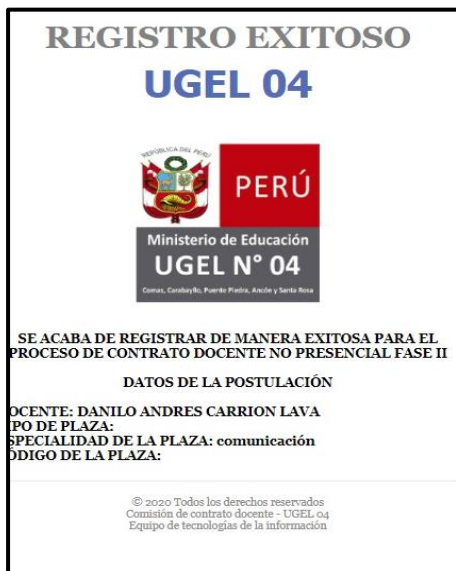 REGISTRO EXITOSO
UGEL 04
REPÚBLICA DEL PERÚ
PERÚ
Ministerio de Educación
UGEL N° 04
Comas, Carabayllo, Puente Piedra, Ancón y Santa Rosa
SE ACABA DE REGISTRAR DE MANERA EXITOSA PARA EL
PROCESO DE CONTRATO DOCENTE NO PRESENCIAL FASE II
DATOS DE LA POSTULACIÓN
OCENTE: DANILO ANDRES CARRION LAVA
IPO DE PLAZA:
SPECIALIDAD DE LA PLAZA: comunicación
ÓDIGO DE LA PLAZA:
© 2020 Todos los derechos reservados
Comisión de contrato docente - UGEL 04
Equipo de tecnologías de la información